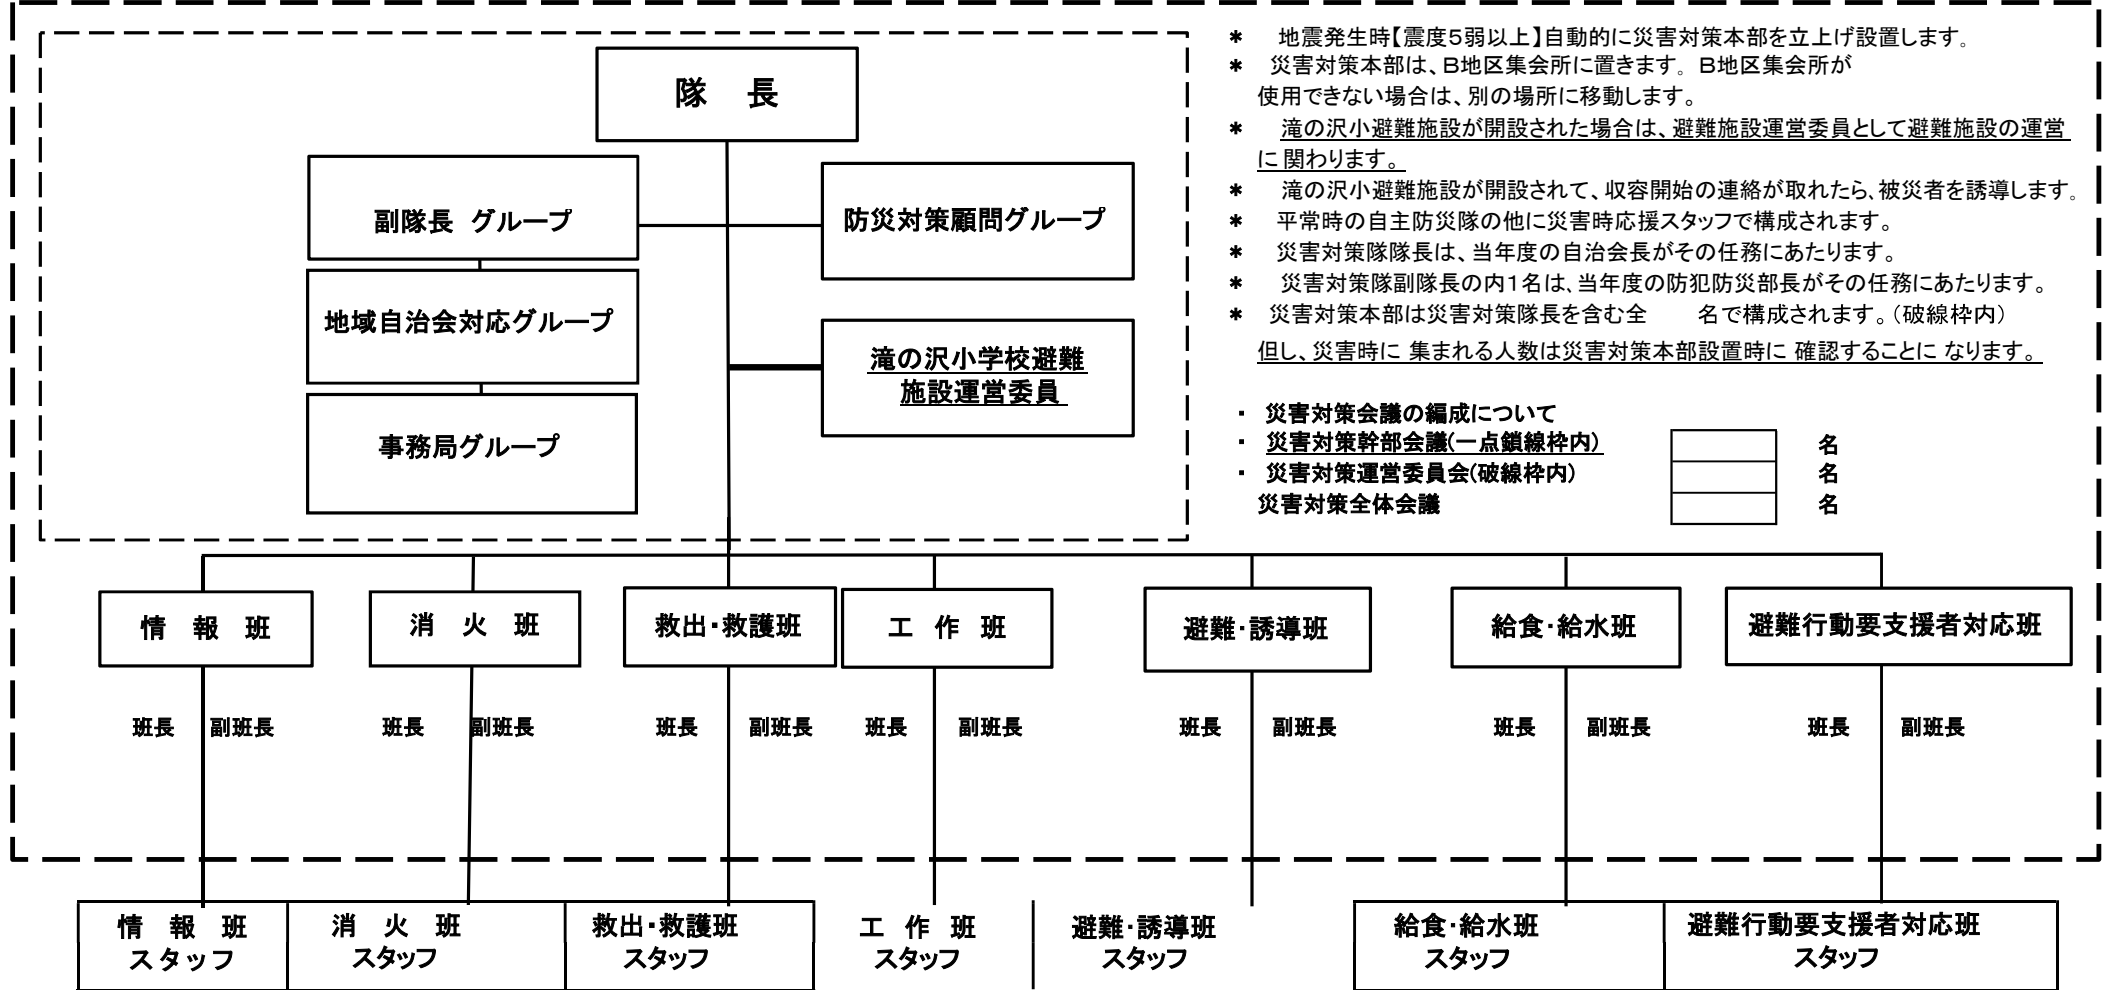 隊　長
副隊長 グループ
防災対策顧問グループ
地域自治会対応グループ
滝の沢小学校避難
施設運営委員
事務局グループ
＊　地震発生時【震度５弱以上】自動的に災害対策本部を立上げ設置します。
＊　災害対策本部は、Ｂ地区集会所に置きます。Ｂ地区集会所が
使用できない場合は、別の場所に移動します。
＊　滝の沢小避難施設が開設された場合は、避難施設運営委員として避難施設の運営
に 関わります。
＊　滝の沢小避難施設が開設されて、収容開始の連絡が取れたら、被災者を誘導します。
＊　平常時の自主防災隊の他に災害時応援スタッフで構成されます。
＊　災害対策隊隊長は、当年度の自治会長がその任務にあたります。
＊　災害対策隊副隊長の内１名は、当年度の防犯防災部長がその任務にあたります。
＊　災害対策本部は災害対策隊長を含む全　　名で構成されます。（破線枠内）
但し、災害時に 集まれる人数は災害対策本部設置時に 確認することに なります。
・ 災害対策会議の編成について
・ 災害対策幹部会議(一点鎖線枠内)　名
・ 災害対策運営委員会(破線枠内)　名
災害対策全体会議　名
情　報　班
消　火　班
救出・救護班
工　作　班
避難・誘導班
給食・給水班
避難行動要支援者対応班
班長　副班長
班長　副班長
班長　副班長
班長　副班長
班長　副班長
班長　副班長
班長　副班長
情　報　班
スタッフ
消　火　班
スタッフ
救出・救護班
スタッフ
工　作　班
スタッフ
避難・誘導班
スタッフ
給食・給水班
スタッフ
避難行動要支援者対応班
スタッフ